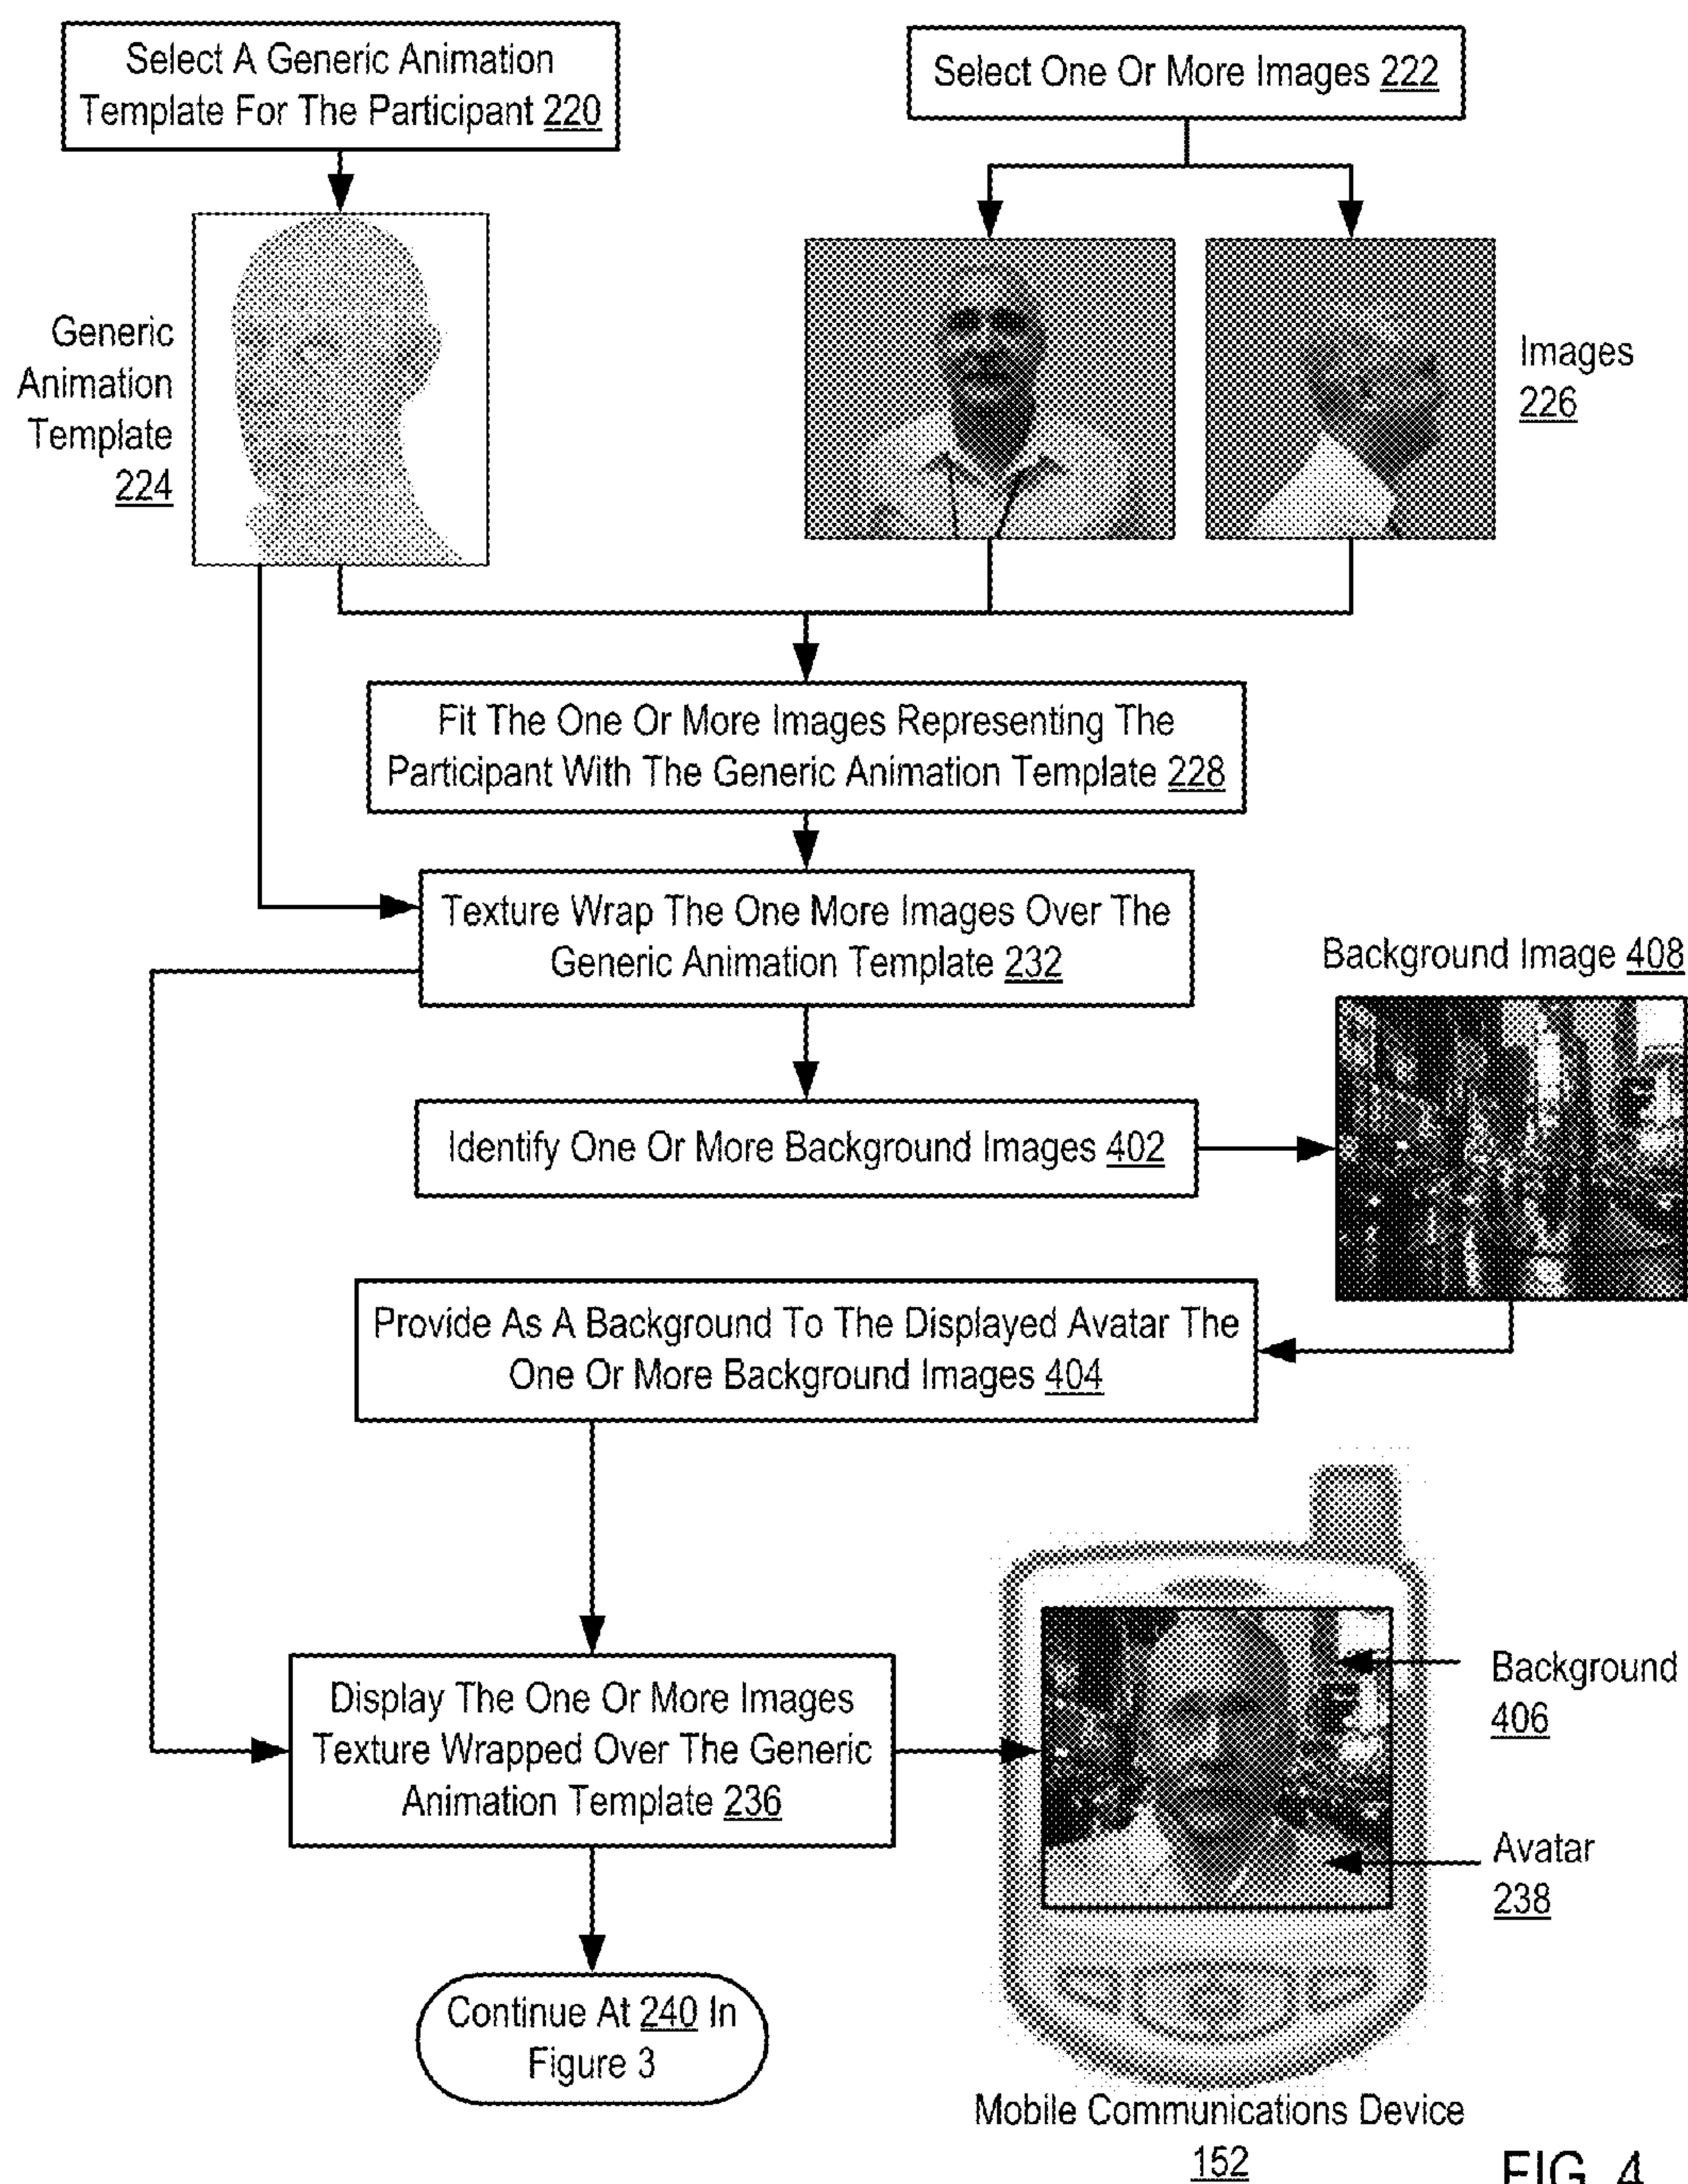 Select A Generic Animation
Template For The Participant 220
Select One Or More Images 222
Generic
Animation
Template
224
Images
226
Fit The One Or More Images Representing The
Participant With The Generic Animation Template 228
Texture Wrap The One More Images Over The
Generic Animation Template 232
Background Image 408
Identify One Or More Background Images 402
Provide As A Background To The Displayed Avatar The
One Or More Background Images 404
Display The One Or More Images
Texture Wrapped Over The Generic
Animation Template 236
Background
406
Avatar
238
Continue At 240 In
Figure 3
Mobile Communications Device
152
FIG. 4